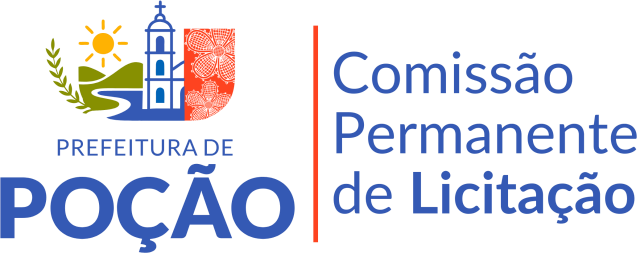 PREFEITURA DE
POÇÃO
Comissão
Permanente
de Licitação